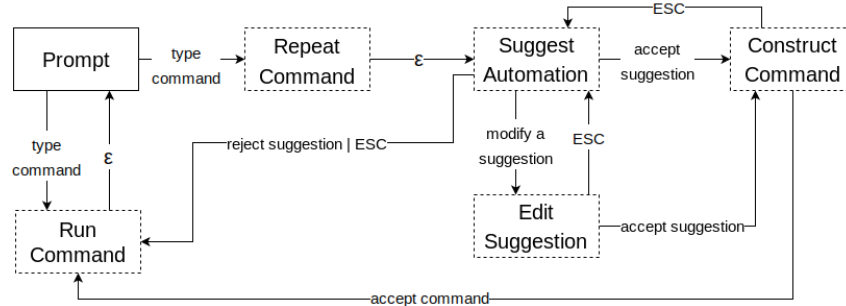 ESC
Prompt
type
command
Repeat
Command
ε
Suggest
Automation
accept
suggestion
Construct
Command
type
command
ε
reject suggestion | ESC
modify a
suggestion
ESC
Run
Command
Edit
Suggestion
accept suggestion
accept command